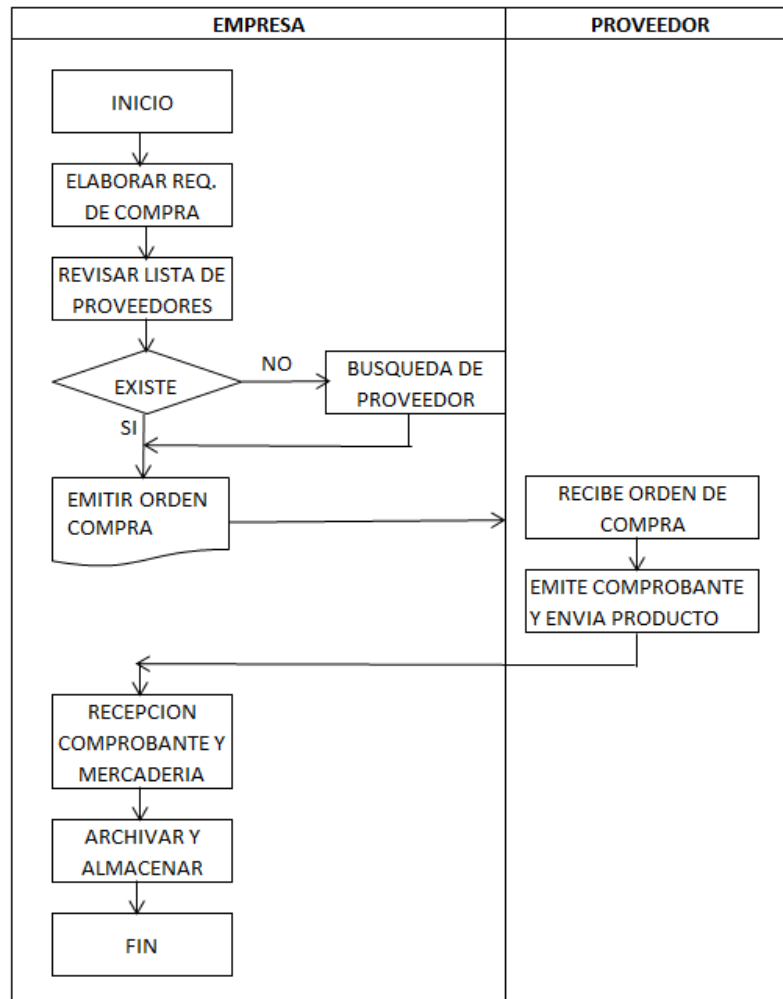 EMPRESA
PROVEEDOR
INICIO
ELABORAR REQ.
DE COMPRA
REVISAR LISTA DE
PROVEEDORES
EXISTE
NO
BUSQUEDA DE
PROVEEDOR
SI
EMITIR ORDEN
COMPRA
RECIBE ORDEN DE
COMPRA
EMITE COMPROBANTE
Y ENVIA PRODUCTO
RECEPCION
COMPROBANTE Y
MERCADERIA
ARCHIVAR Y
ALMACENAR
FIN